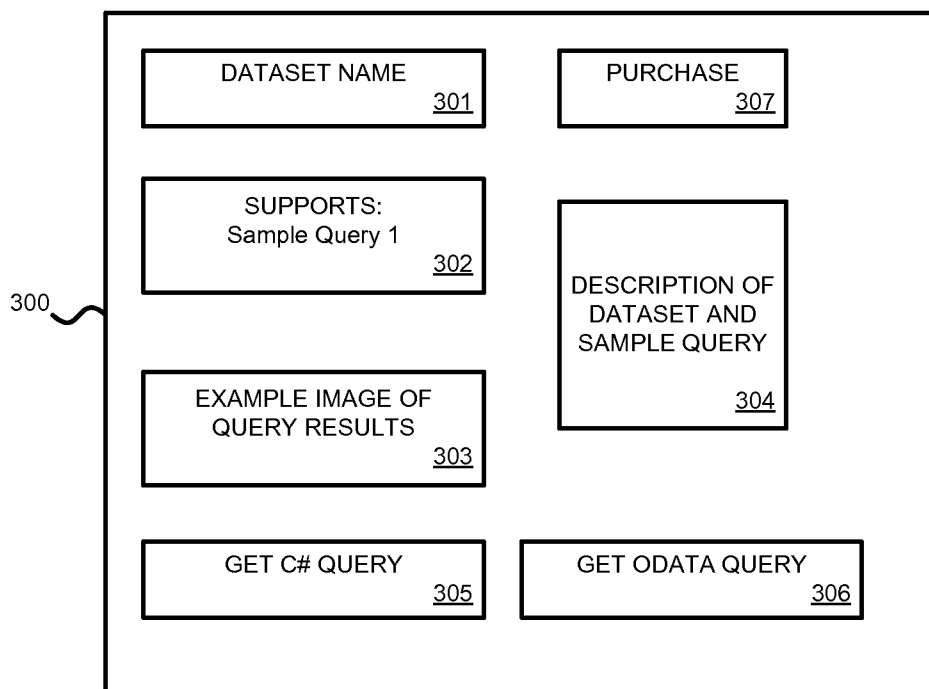 DATASET NAME
301
PURCHASE
307
SUPPORTS:
Sample Query 1
302
DESCRIPTION OF
DATASET AND
SAMPLE QUERY
304
300
EXAMPLE IMAGE OF
QUERY RESULTS
303
GET C# QUERY
305
GET ODATA QUERY
306